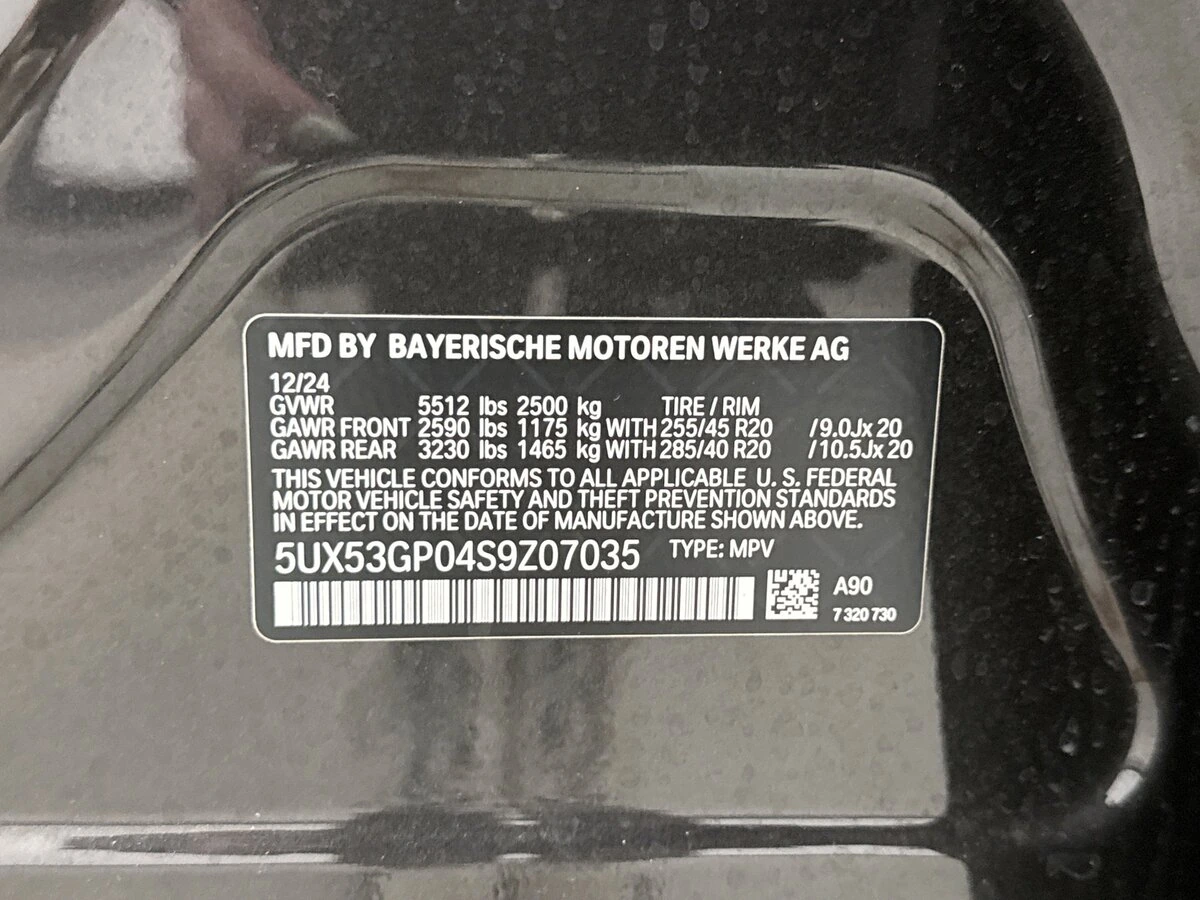 MFD BY BAYERISCHE MOTOREN WERKE AG
12/24
GVWR 5512 lbs 2500 kg TIRE / RIM
GAWR FRONT 2590 lbs 1175 kg WITH 255/45 R20 /9.0Jx 20
GAWR REAR 3230 lbs 1465 kg WITH 285/40 R20 /10.5Jx 20
THIS VEHICLE CONFORMS TO ALL APPLICABLE U. S. FEDERAL
MOTOR VEHICLE SAFETY AND THEFT PREVENTION STANDARDS
IN EFFECT ON THE DATE OF MANUFACTURE SHOWN ABOVE.
5UX53GP04S9Z07035 TYPE: MPV
A90
7 320 730